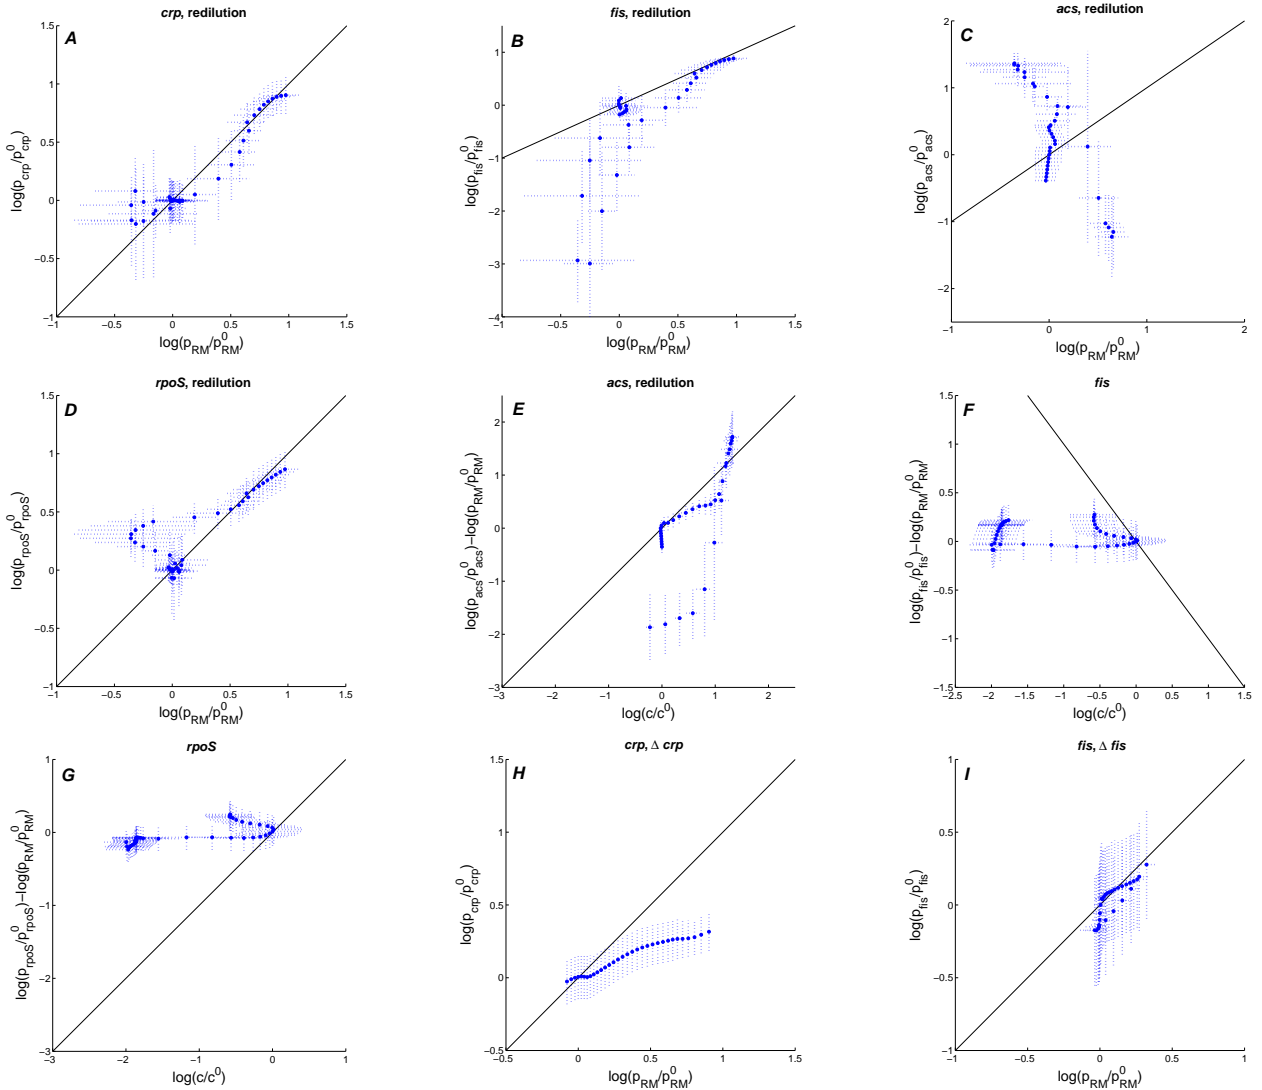 crp, redilution
A
1.5
1
0.5
0
−0.5
−1
−1
−0.5
0
0.5
1
1.5
log(p_crp/p^0_crp)
log(p_RM/p^0_RM)
fis, redilution
B
1
0
−1
−2
−3
−4
−1
−0.5
0
0.5
1
1.5
log(p_fis/p^0_fis)
log(p_RM/p^0_RM)
acs, redilution
C
2
1
0
−1
−2
−1
0
1
2
log(p_acs/p^0_acs)
log(p_RM/p^0_RM)
rpoS, redilution
D
1.5
1
0.5
0
−0.5
−1
−1
−0.5
0
0.5
1
1.5
log(p_rpoS/p^0_rpoS)
log(p_RM/p^0_RM)
acs, redilution
E
2
1
0
−1
−2
−3
−3
−2
−1
0
1
2
log(p_acs/p^0_acs)−log(p_RM/p^0_RM)
log(c/c^0)
fis
F
1.5
1
0.5
0
−0.5
−1
−1.5
−2.5
−2
−1.5
−1
−0.5
0
0.5
1
1.5
log(p_fis/p^0_fis)−log(p_RM/p^0_RM)
log(c/c^0)
rpoS
G
1
0
−1
−2
−3
−3
−2
−1
0
1
log(p_rpoS/p^0_rpoS)−log(p_RM/p^0_RM)
log(c/c^0)
crp, Δ crp
H
1.5
1
0.5
0
−0.5
−0.5
0
0.5
1
1.5
log(p_crp/p^0_crp)
log(p_RM/p^0_RM)
fis, Δ fis
I
1
0.5
0
−0.5
−1
−1
−0.5
0
0.5
1
log(p_fis/p^0_fis)
log(p_RM/p^0_RM)